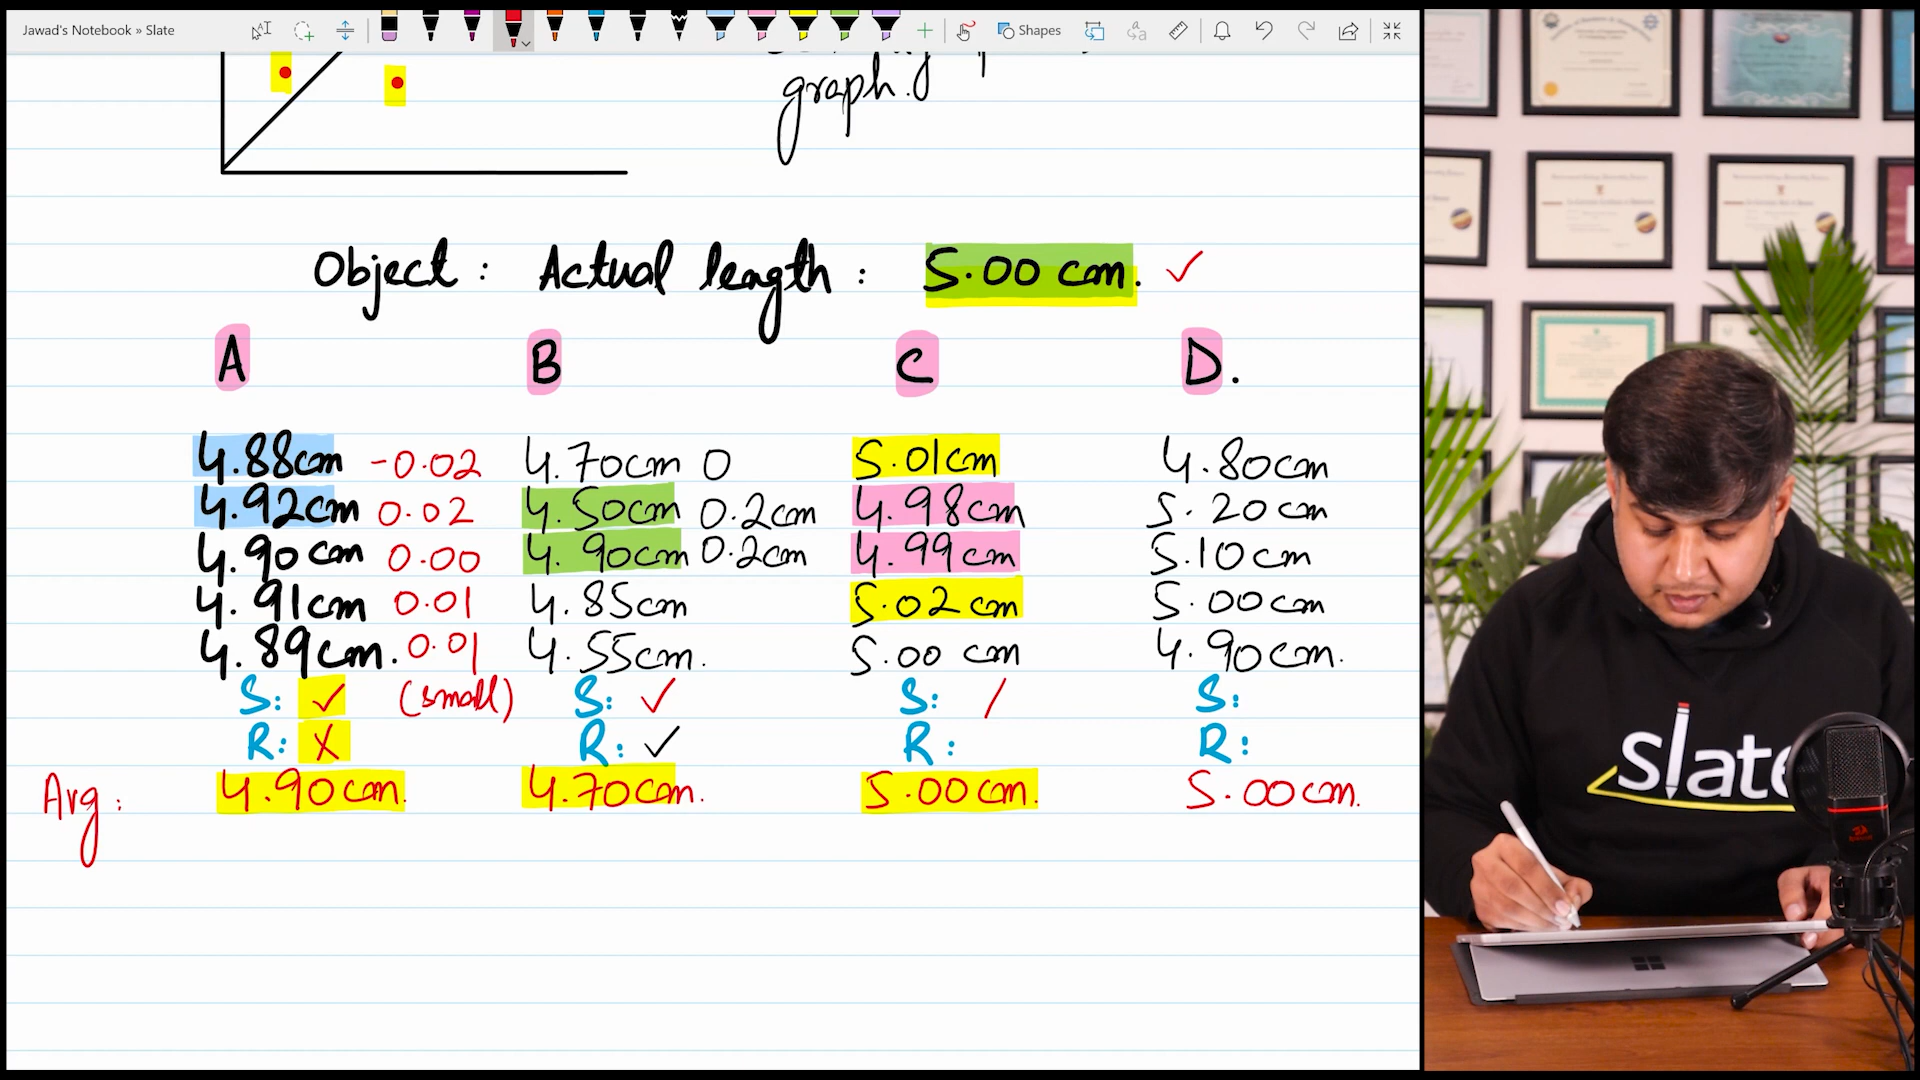 Jawad's Notebook » Slate
Shapes
graph.
Object : Actual length : 5.00 cm. ✓
A B C D.
4.88cm -0.02 4.70cm 0 5.01cm 4.80cm
4.92cm 0.02 4.50cm 0.2cm 4.98cm 5.20cm
4.90cm 0.00 4.90cm 0.2cm 4.99cm 5.10cm
4.91cm 0.01 4.85cm 5.02cm 5.00cm
4.89cm. 0.01 4.55cm. 5.00 cm 4.90cm.
S: ✓ (small) S: ✓ S: / S:
R: X R: ✓ R: R:
Avg: 4.90cm. 4.70cm. 5.00cm. 5.00cm.
slate